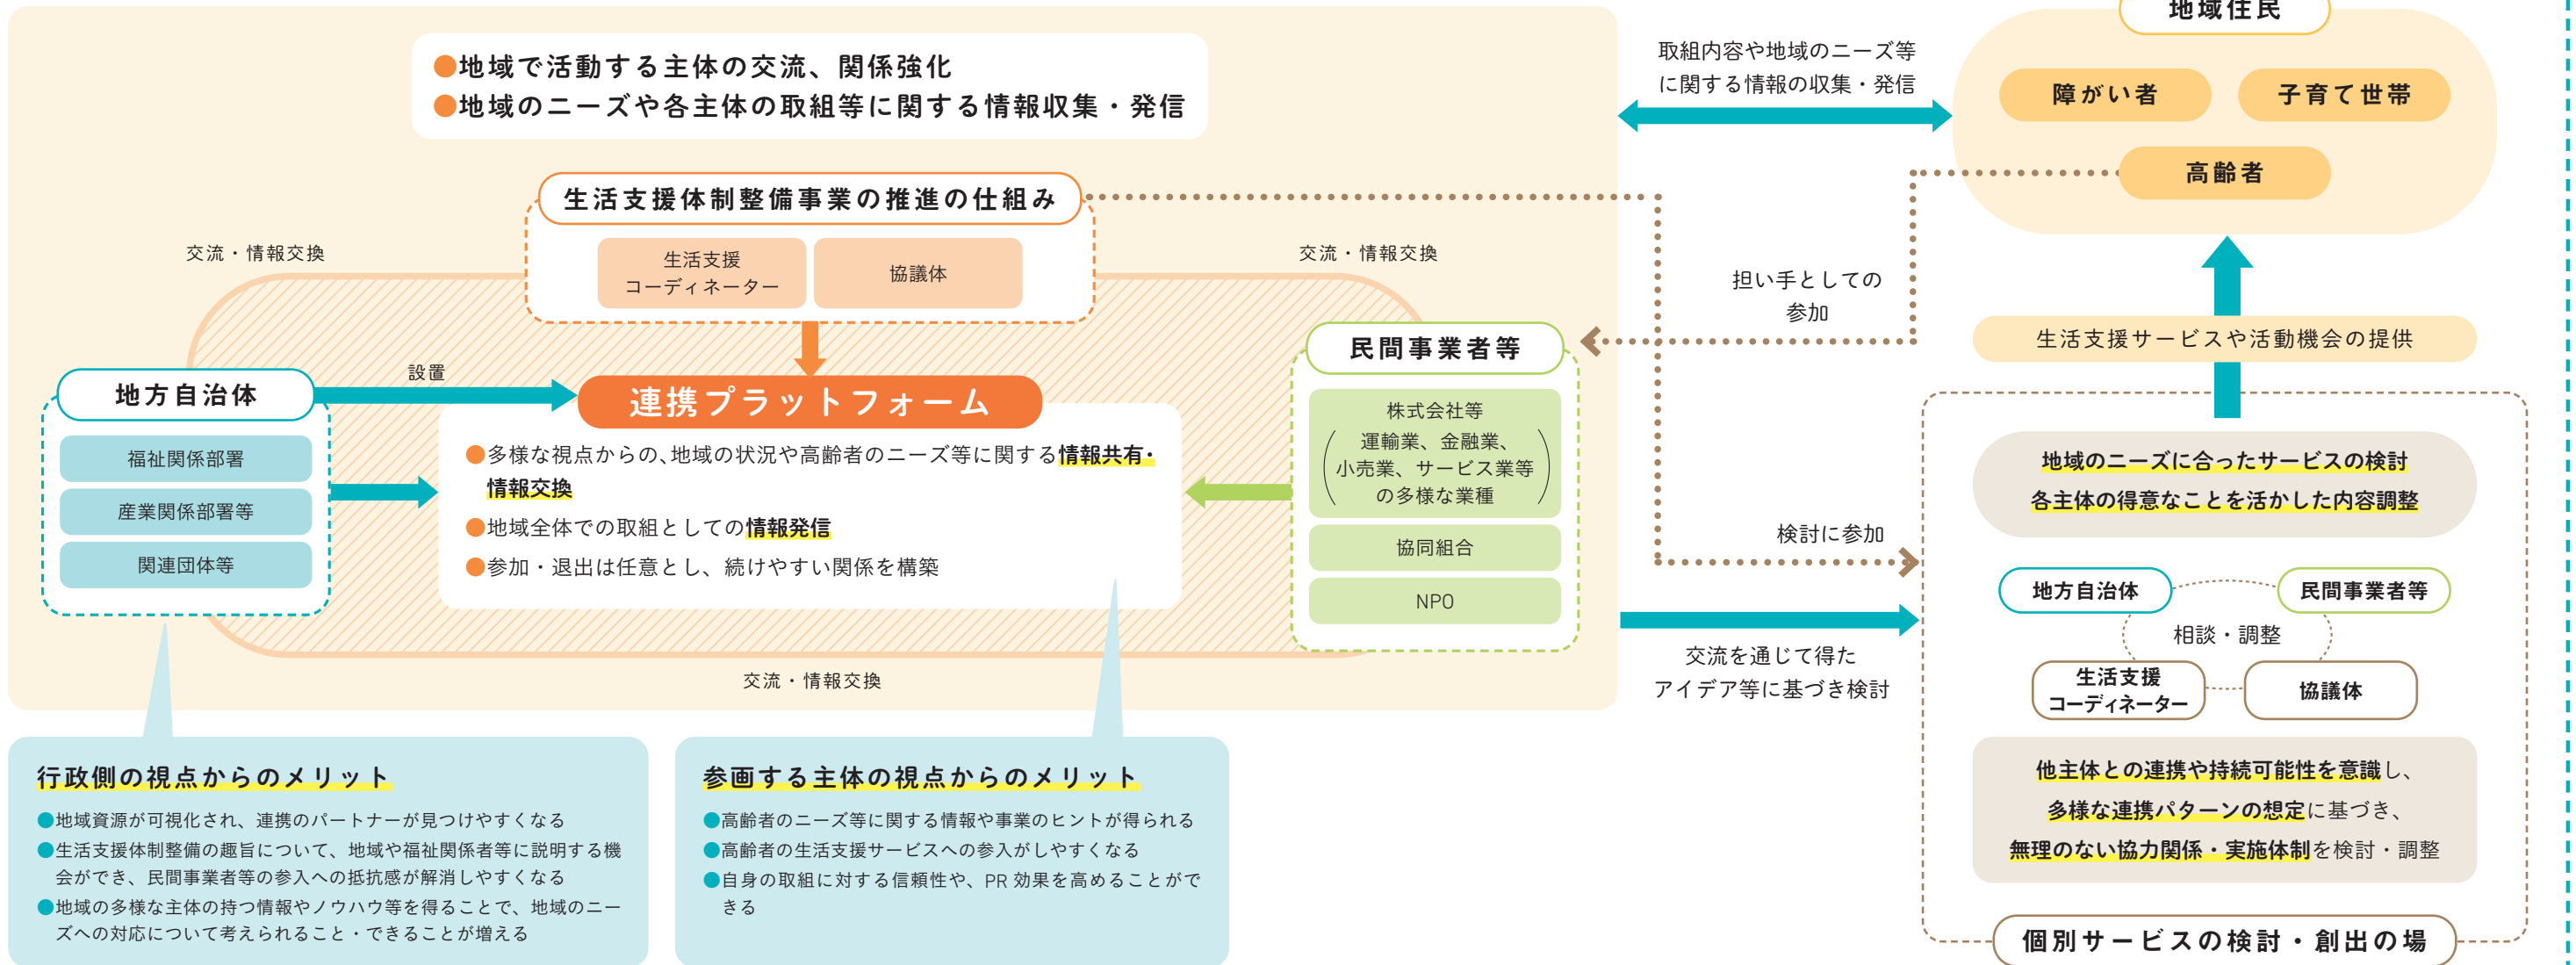 ●地域で活動する主体の交流、関係強化
●地域のニーズや各主体の取組等に関する情報収集・発信
生活支援体制整備事業の推進の仕組み
生活支援
コーディネーター
協議体
交流・情報交換
交流・情報交換
地方自治体
福祉関係部署
産業関係部署等
関連団体等
設置
連携プラットフォーム
●多様な視点からの、地域の状況や高齢者のニーズ等に関する情報共有・
情報交換
●地域全体での取組としての情報発信
●参加・退出は任意とし、続けやすい関係を構築
民間事業者等
株式会社等
運輸業、金融業、
小売業、サービス業等
の多様な業種
協同組合
NPO
交流・情報交換
行政側の視点からのメリット
●地域資源が可視化され、連携のパートナーが見つけやすくなる
●生活支援体制整備の趣旨について、地域や福祉関係者等に説明する機
会ができ、民間事業者等の参入への抵抗感が解消しやすくなる
●地域の多様な主体の持つ情報やノウハウ等を得ることで、地域のニー
ズへの対応について考えられること・できることが増える
参画する主体の視点からのメリット
●高齢者のニーズ等に関する情報や事業のヒントが得られる
●高齢者の生活支援サービスへの参入がしやすくなる
●自身の取組に対する信頼性や、PR 効果を高めることがで
きる
取組内容や地域のニーズ等
に関する情報の収集・発信
担い手としての
参加
検討に参加
交流を通じて得た
アイデア等に基づき検討
地域住民
障がい者
子育て世帯
高齢者
生活支援サービスや活動機会の提供
地域のニーズに合ったサービスの検討
各主体の得意なことを活かした内容調整
地方自治体
民間事業者等
相談・調整
生活支援
コーディネーター
協議体
他主体との連携や持続可能性を意識し、
多様な連携パターンの想定に基づき、
無理のない協力関係・実施体制を検討・調整
個別サービスの検討・創出の場